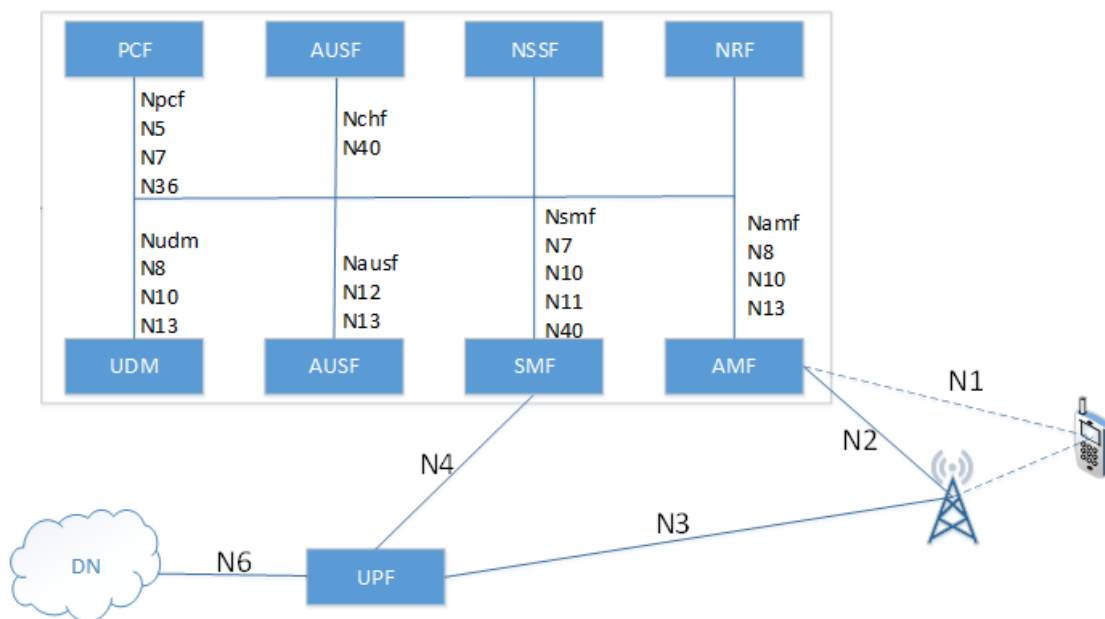 PCF
AUSF
NSSF
NRF
Npcf
N5
N7
N36
Nchf
N40
Nudm
N8
N10
N13
Nausf
N12
N13
Nsmf
N7
N10
N11
N40
Namf
N8
N10
N13
UDM
AUSF
SMF
AMF
N1
N2
N4
N3
DN
N6
UPF